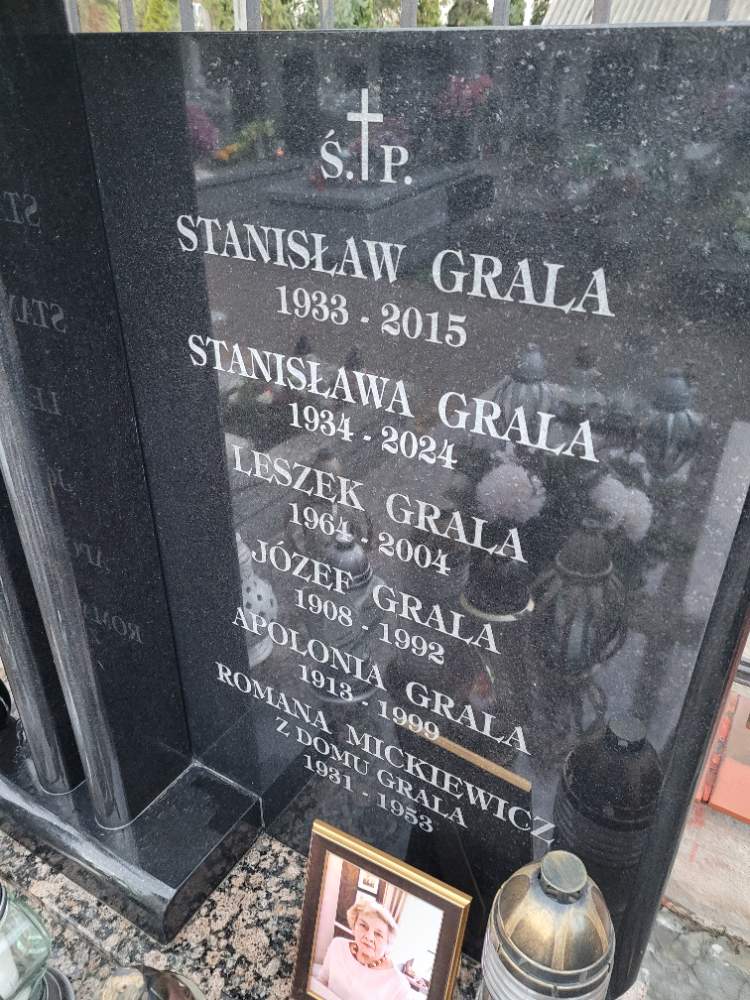 Ś.P.
STANISŁAW GRALA
1933 - 2015
STANISŁAWA GRALA
1934 - 2024
LESZEK GRALA
1964 - 2004
JÓZEF GRALA
1908 - 1992
APOLONIA GRALA
1913 - 1999
ROMANA MICKIEWICZ
Z DOMU GRALA
1931 - 1953